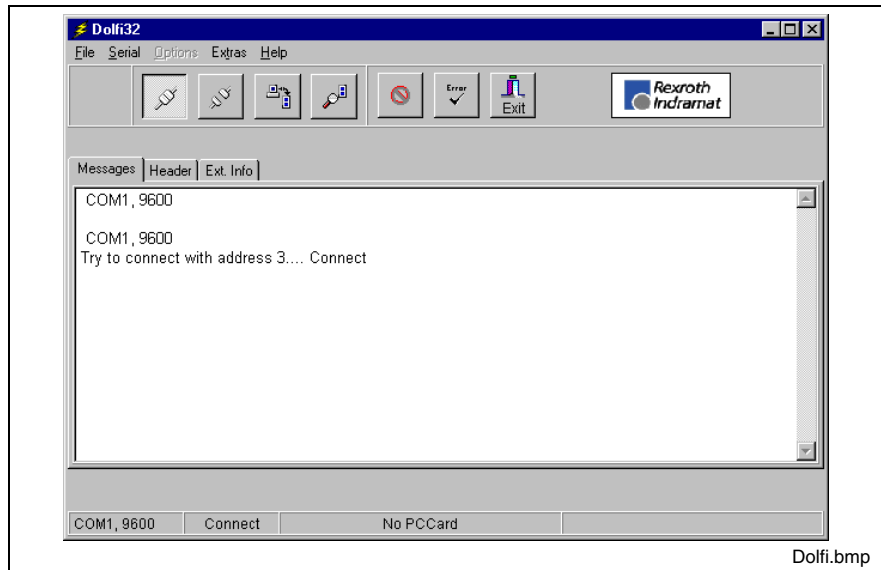 Dolfi32
File Serial Options Extras Help
Error
Exit
Rexroth
Indramat
Messages Header Ext. Info
COM1, 9600
COM1, 9600
Try to connect with address 3.... Connect
COM1, 9600 Connect No PCCard
Dolfi.bmp